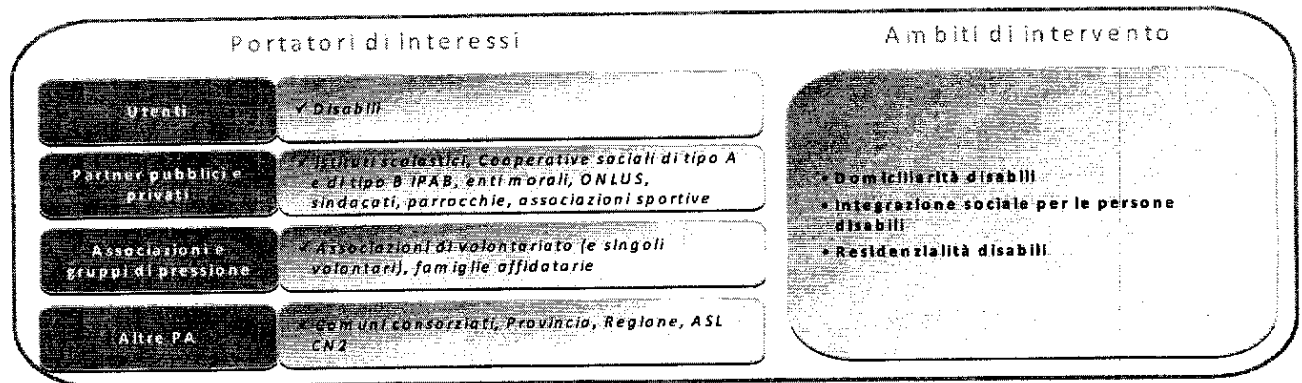 Portatori di interessi
Utenti
✓ Disabili
Partner pubblici e
privati
✓ Istituti scolastici, Cooperative sociali di tipo A
e di tipo B IPAB, enti morali, ONLUS,
sindacati, parrocchie, associazioni sportive
Associazioni e
gruppi di pressione
✓ Associazioni di volontariato (e singoli
volontari), famiglie affidatarie
Altre PA
✓ Comuni consorziati, Provincia, Regione, ASL
CN2
Ambiti di intervento
• Domiciliarità disabili
• Integrazione sociale per le persone
disabili
• Residenzialità disabili